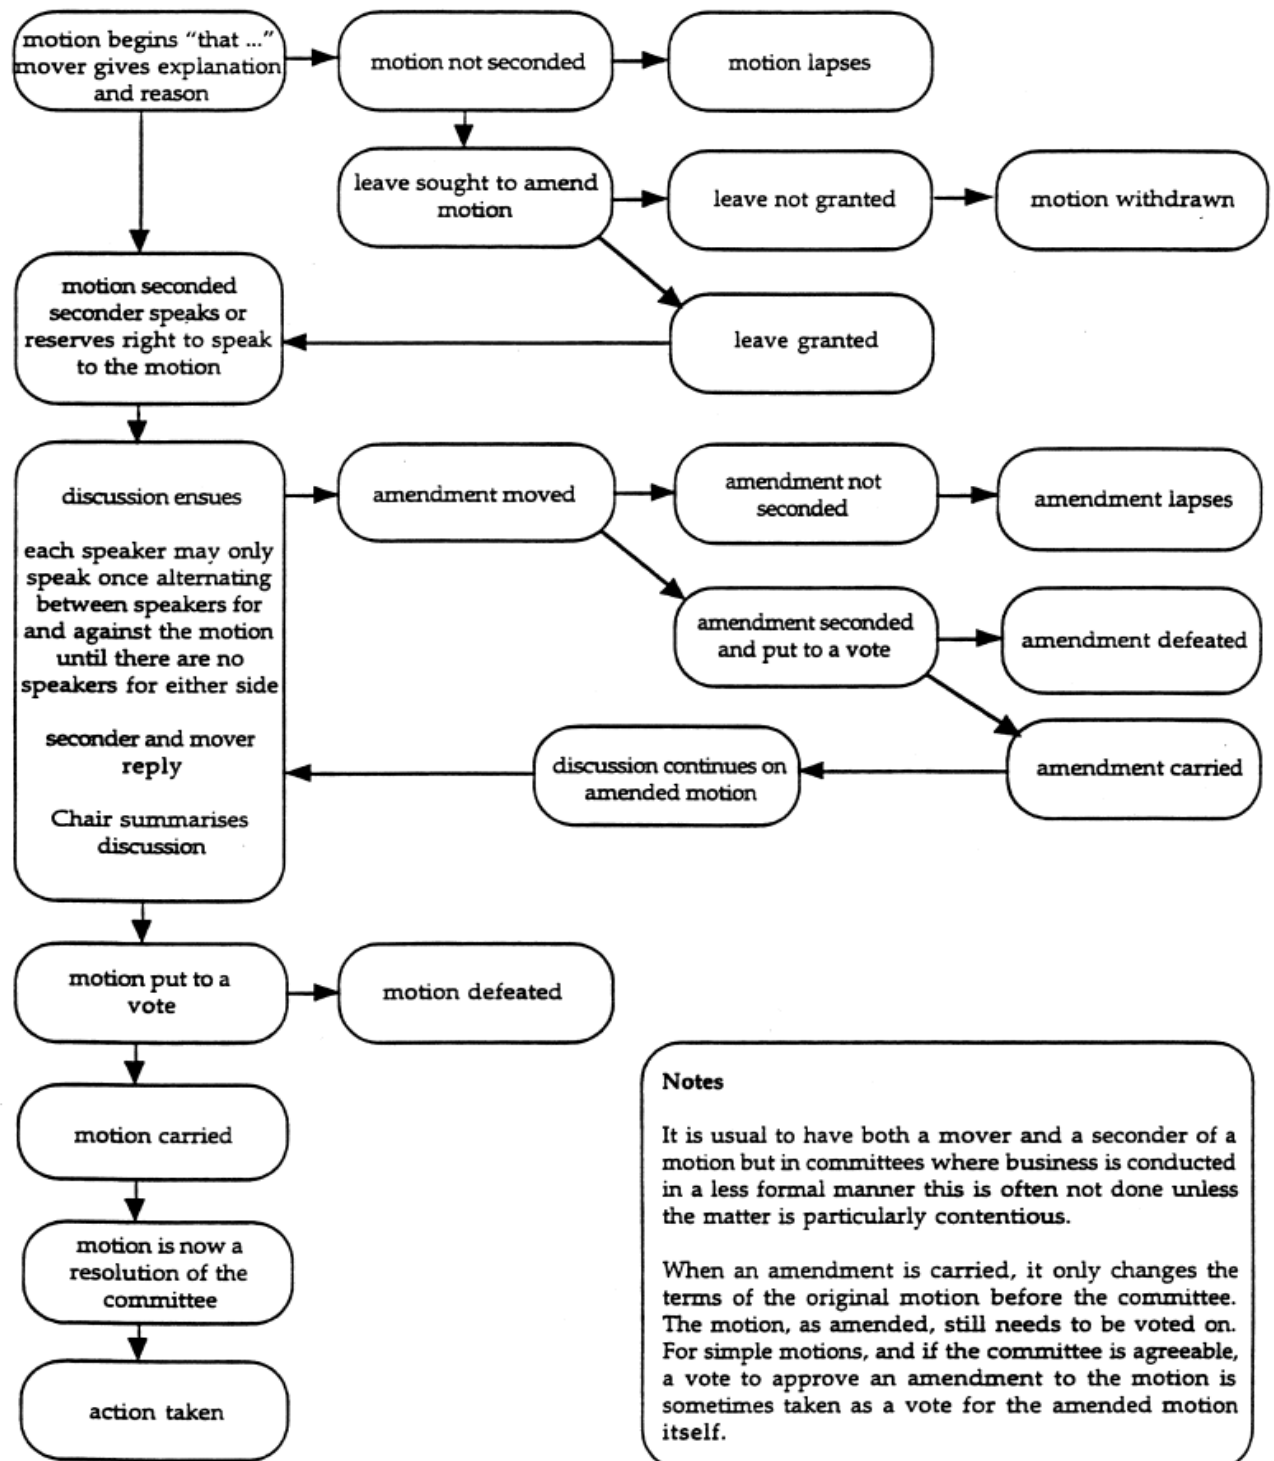 motion begins “that ...”
mover gives explanation
and reason
motion not seconded
motion lapses
leave sought to amend
motion
leave not granted
motion withdrawn
motion seconded
seconder speaks or
reserves right to speak
to the motion
leave granted
discussion ensues
each speaker may only
speak once alternating
between speakers for
and against the motion
until there are no
speakers for either side
seconder and mover
reply
Chair summarises
discussion
amendment moved
amendment not
seconded
amendment lapses
amendment seconded
and put to a vote
amendment defeated
amendment carried
discussion continues on
amended motion
motion put to a
vote
motion defeated
motion carried
motion is now a
resolution of the
committee
action taken
Notes
It is usual to have both a mover and a seconder of a
motion but in committees where business is conducted
in a less formal manner this is often not done unless
the matter is particularly contentious.
When an amendment is carried, it only changes the
terms of the original motion before the committee.
The motion, as amended, still needs to be voted on.
For simple motions, and if the committee is agreeable,
a vote to approve an amendment to the motion is
sometimes taken as a vote for the amended motion
itself.